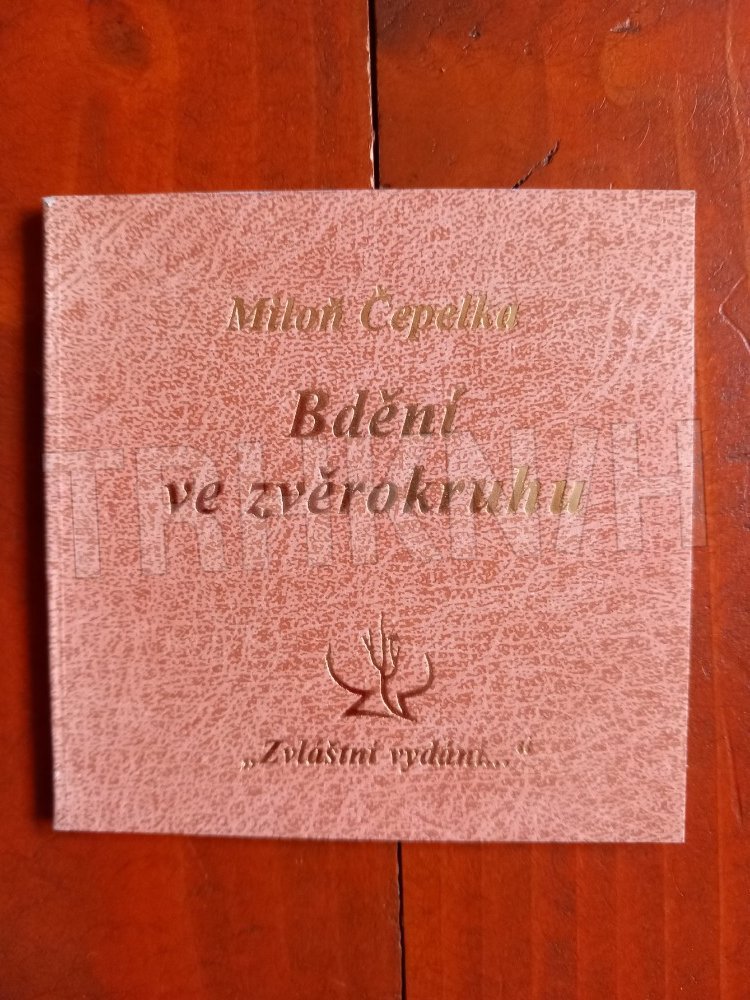 Miloň Čepelka
Bdění
ve zvěrokruhu
„Zvláštní vydání...“